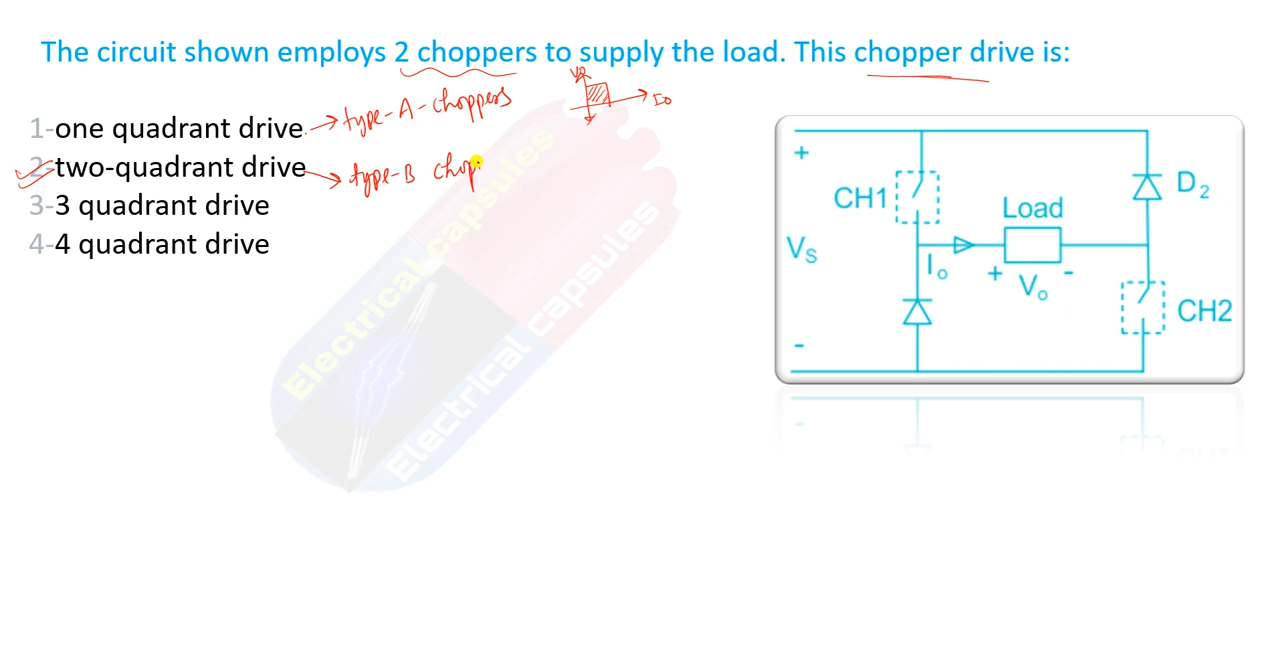 The circuit shown employs 2 choppers to supply the load. This chopper drive is:
1-one quadrant drive → type-A-choppers
Io
2-two-quadrant drive → type-B chop
3-3 quadrant drive
4-4 quadrant drive
CH1
D2
Load
Vs
Io
+ Vo -
CH2
+
-
Electrical capsules
Electrical capsules